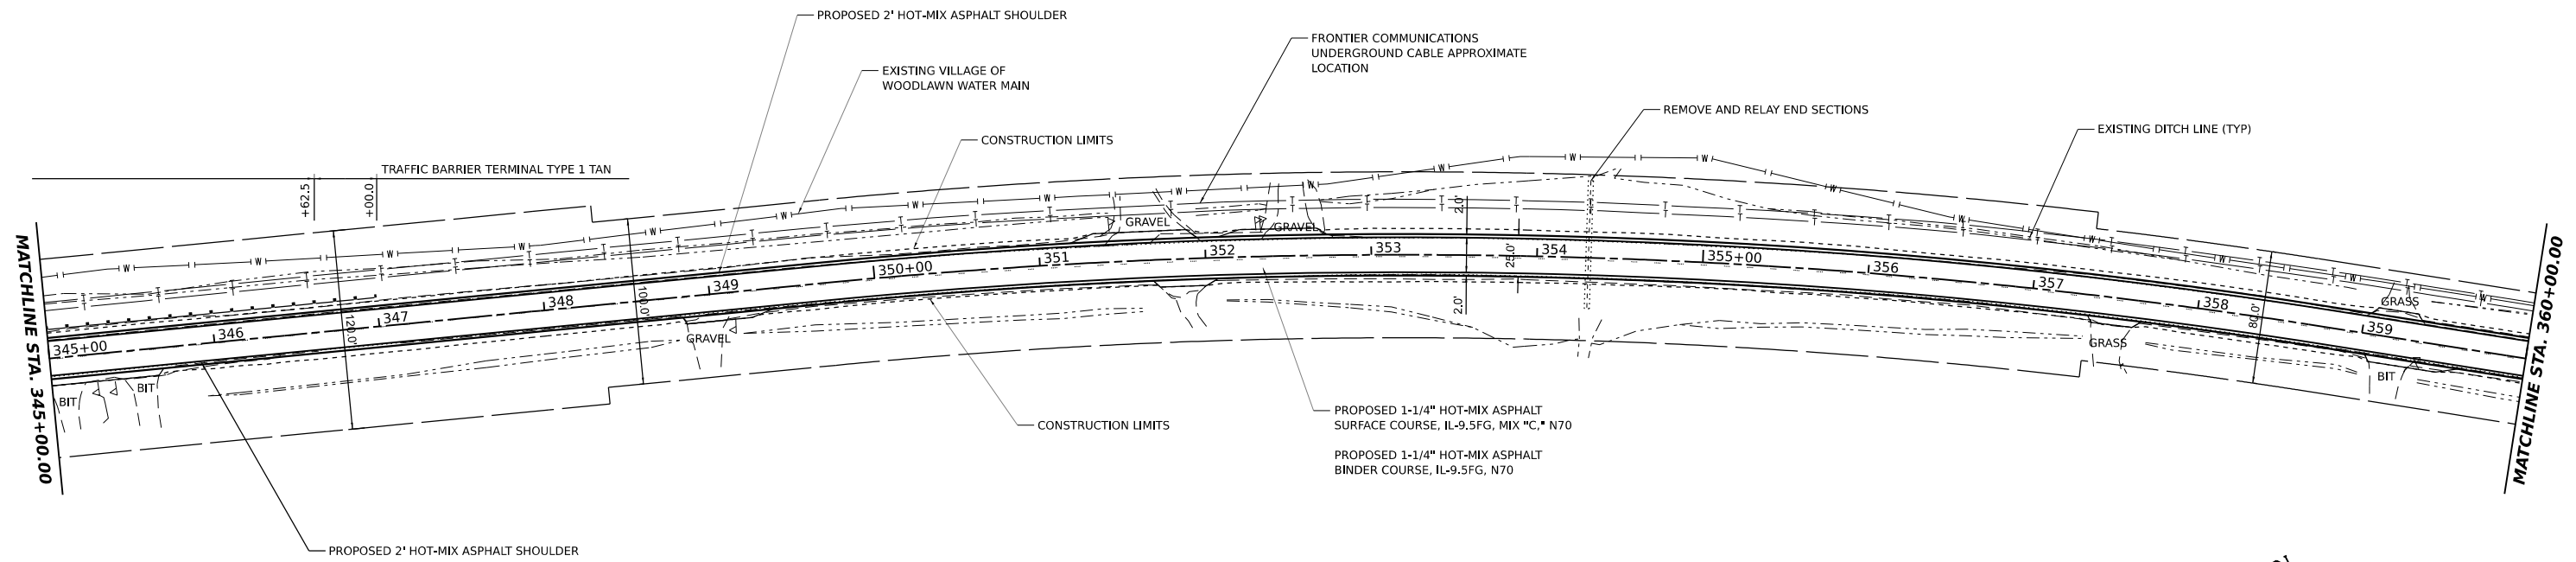 PROPOSED 2' HOT-MIX ASPHALT SHOULDER
FRONTIER COMMUNICATIONS
UNDERGROUND CABLE APPROXIMATE
LOCATION
EXISTING VILLAGE OF
WOODLAWN WATER MAIN
REMOVE AND RELAY END SECTIONS
EXISTING DITCH LINE (TYP)
CONSTRUCTION LIMITS
TRAFFIC BARRIER TERMINAL TYPE 1 TAN
+62.5
+00.0
MATCHLINE STA. 345+00.00
345+00
346
347
348
349
350+00
351
352
353
354
355+00
356
357
358
359
MATCHLINE STA. 360+00.00
120.0'
100.0'
2.0'
25.0'
2.0'
80.0'
GRAVEL
GRAVEL
GRAVEL
GRASS
GRASS
BIT
BIT
BIT
W W W W W W W W W W W W W W W W W W W
T T T T T T T T T T T T T T T T T T T T T T T T T T T T T T T
CONSTRUCTION LIMITS
PROPOSED 1-1/4" HOT-MIX ASPHALT
SURFACE COURSE, IL-9.5FG, MIX "C," N70
PROPOSED 1-1/4" HOT-MIX ASPHALT
BINDER COURSE, IL-9.5FG, N70
PROPOSED 2' HOT-MIX ASPHALT SHOULDER